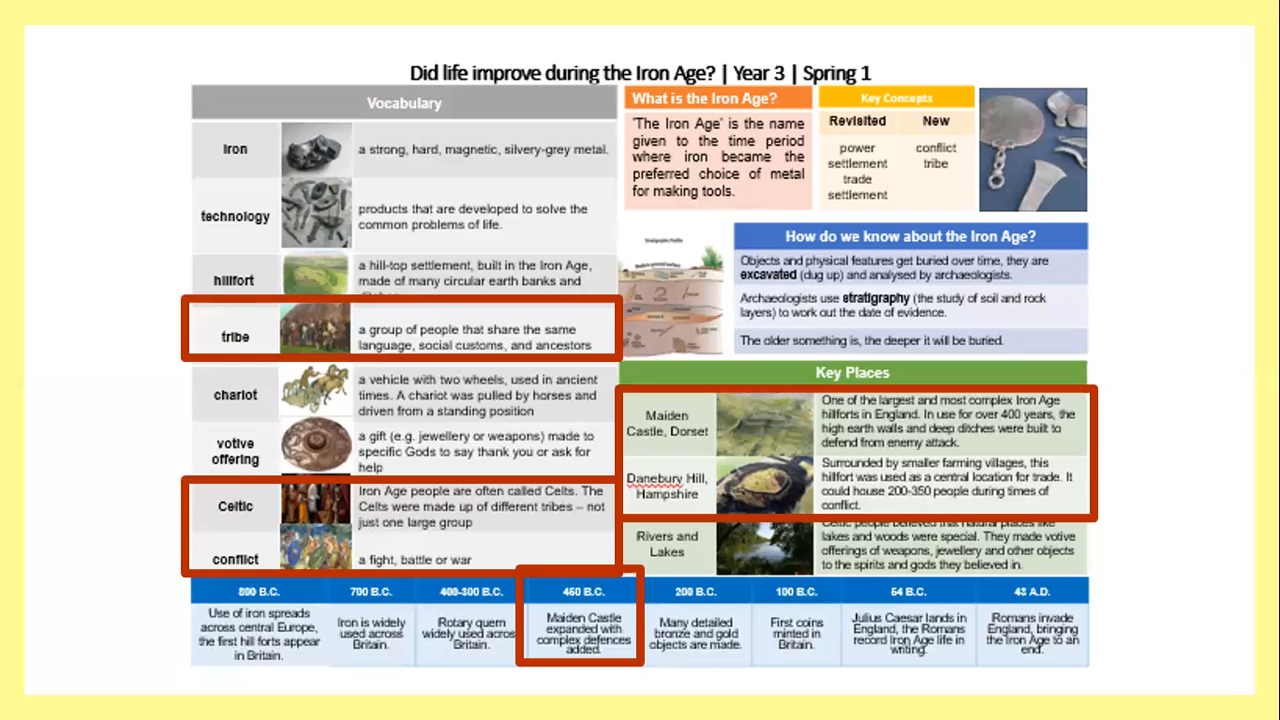 Did life improve during the Iron Age? | Year 3 | Spring 1
Vocabulary
Iron
a strong, hard, magnetic, silvery-grey metal.
technology
products that are developed to solve the
common problems of life.
hillfort
a hill-top settlement, built in the Iron Age,
made of many circular earth banks and
tribe
a group of people that share the same
language, social customs, and ancestors
chariot
a vehicle with two wheels, used in ancient
times. A chariot was pulled by horses and
driven from a standing position
votive
offering
a gift (e.g. jewellery or weapons) made to
specific Gods to say thank you or ask for
help
Celtic
Iron Age people are often called Celts. The
Celts were made up of different tribes – not
just one large group
conflict
a fight, battle or war
What is the Iron Age?
'The Iron Age' is the name
given to the time period
where iron became the
preferred choice of metal
for making tools.
Key Concepts
Revisited
New
power
settlement
trade
settlement
conflict
tribe
How do we know about the Iron Age?
Objects and physical features get buried over time, they are
excavated (dug up) and analysed by archaeologists.
Archaeologists use stratigraphy (the study of soil and rock
layers) to work out the date of evidence.
The older something is, the deeper it will be buried.
Key Places
Maiden
Castle, Dorset
One of the largest and most complex Iron Age
hillforts in England. In use for over 400 years, the
high earth walls and deep ditches were built to
defend from enemy attack.
Danebury Hill,
Hampshire
Surrounded by smaller farming villages, this
hillfort was used as a central location for trade. It
could house 200-350 people during times of
conflict.
Rivers and
Lakes
Celtic people believed that natural places like
lakes and woods were special. They made votive
offerings of weapons, jewellery and other objects
to the spirits and gods they believed in.
800 B.C.
Use of iron spreads
across central Europe,
the first hill forts appear
in Britain.
700 B.C.
Iron is widely
used across
Britain.
400-300 B.C.
Rotary quern
widely used across
Britain.
450 B.C.
Maiden Castle
expanded with
complex defences
added.
200 B.C.
Many detailed
bronze and gold
objects are made.
100 B.C.
First coins
minted in
Britain.
54 B.C.
Julius Caesar lands in
England, the Romans
record Iron Age life in
writing.
43 A.D.
Romans invade
England, bringing
the Iron Age to an
end.